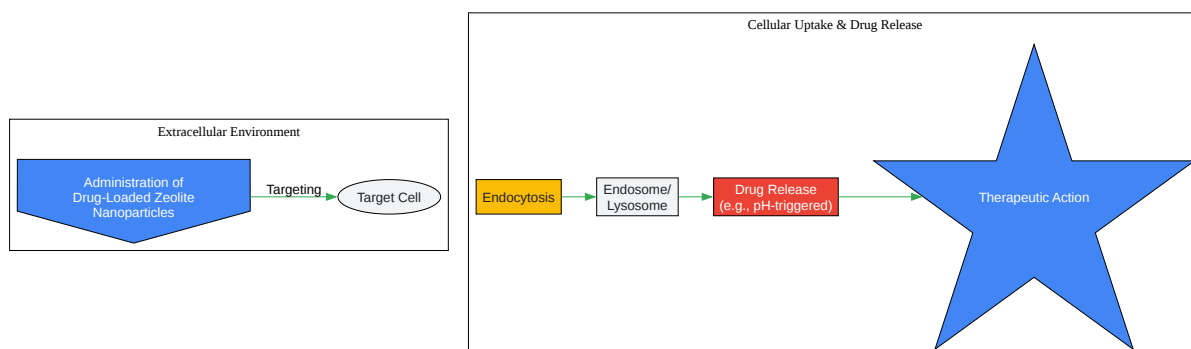 Cellular Uptake & Drug Release
Extracellular Environment
Administration of
Drug-Loaded Zeolite
Nanoparticles
Targeting
Target Cell
Endocytosis
Endosome/
Lysosome
Drug Release
(e.g., pH-triggered)
Therapeutic Action